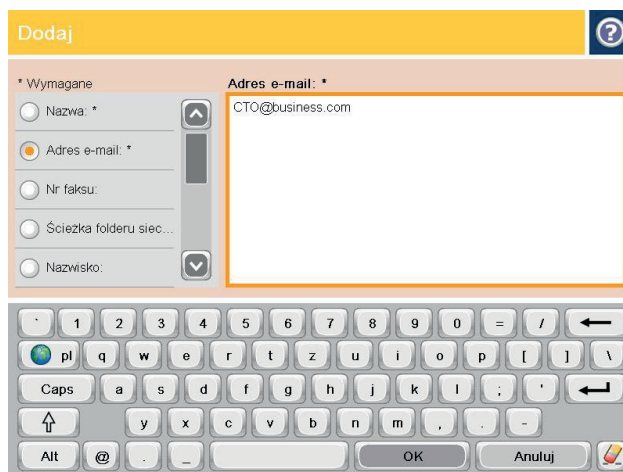 Dodaj
?
* Wymagane
Adres e-mail: *
Nazwa: *
CTO@business.com
Adres e-mail: *
Nr faksu:
Ścieżka folderu siec...
Nazwisko:
` 1 2 3 4 5 6 7 8 9 0 = /
pl q w e r t z u i o p [ ] \
Caps a s d f g h j k l ; '
y x c v b n m , . -
Alt @ . _ OK Anuluj